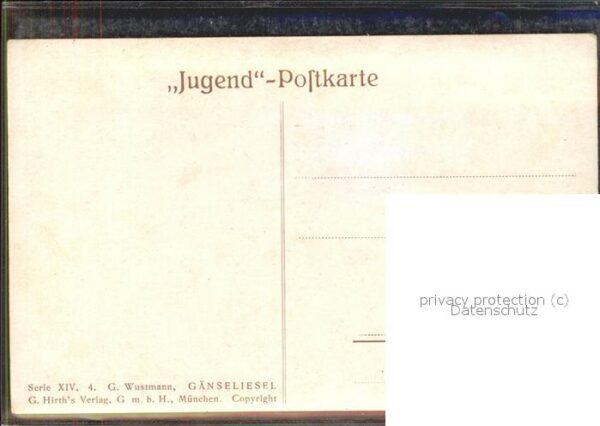 „Jugend“-Poſtkarte
privacy protection (c)
Datenschutz
Serie XIV, 4. G. Wustmann, GÄNSELIESEL
G. Hirth's Verlag, G m. b. H., München. Copyright